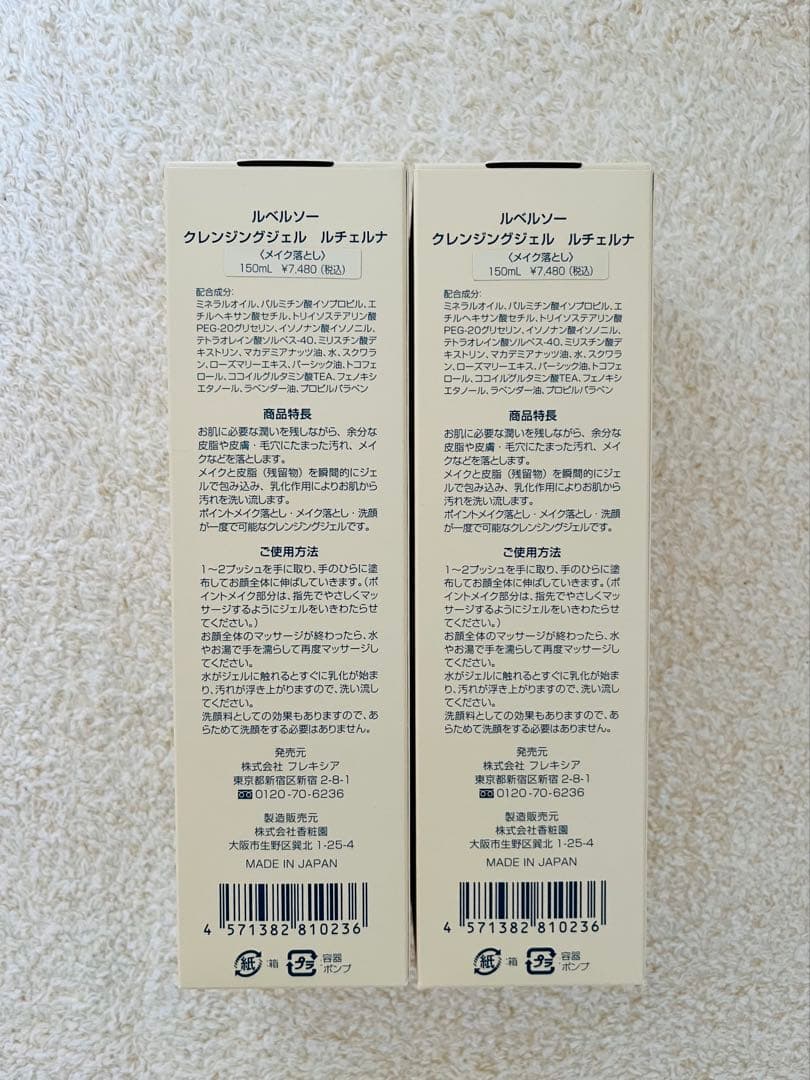 ルベルソー
クレンジングジェル ルチェルナ
〈メイク落とし〉
150mL ¥7,480 (税込)
配合成分:
ミネラルオイル、パルミチン酸イソプロピル、エ
チルヘキサン酸セチル、トリイソステアリン酸
PEG-20グリセリン、イソノナン酸イソノニル、
テトラオレイン酸ソルベス-40、ミリスチン酸デ
キストリン、マカデミアナッツ油、水、スクワラ
ン、ローズマリーエキス、パーシック油、トコフェ
ロール、ココイルグルタミン酸TEA、フェノキシ
エタノール、ラベンダー油、プロピルパラベン
商品特長
お肌に必要な潤いを残しながら、余分な
皮脂や皮膚・毛穴にたまった汚れ、メイ
クなどを落とします。
メイクと皮脂（残留物）を瞬間的にジェ
ルで包み込み、乳化作用によりお肌から
汚れを洗い流します。
ポイントメイク落とし・メイク落とし・洗顔
が一度で可能なクレンジングジェルです。
ご使用方法
1～2プッシュを手に取り、手のひらに塗
布してお顔全体に伸ばしていきます。（ポ
イントメイク部分は、指先でやさしくマッ
サージするようにジェルをいきわたらせ
てください。）
お顔全体のマッサージが終わったら、水
やお湯で手を濡らして再度マッサージし
てください。
水がジェルに触れるとすぐに乳化が始ま
り、汚れが浮き上がりますので、洗い流し
てください。
洗顔料としての効果もありますので、あ
らためて洗顔をする必要はありません。
発売元
株式会社 フレキシア
東京都新宿区新宿 2-8-1
0120-70-6236
製造販売元
株式会社香粧園
大阪市生野区巽北 1-25-4
MADE IN JAPAN
4 571382 810236
紙 :箱 プラ :容器
ポンプ
ルベルソー
クレンジングジェル ルチェルナ
〈メイク落とし〉
150mL ¥7,480 (税込)
配合成分:
ミネラルオイル、パルミチン酸イソプロピル、エ
チルヘキサン酸セチル、トリイソステアリン酸
PEG-20グリセリン、イソノナン酸イソノニル、
テトラオレイン酸ソルベス-40、ミリスチン酸デ
キストリン、マカデミアナッツ油、水、スクワラ
ン、ローズマリーエキス、パーシック油、トコフェ
ロール、ココイルグルタミン酸TEA、フェノキシ
エタノール、ラベンダー油、プロピルパラベン
商品特長
お肌に必要な潤いを残しながら、余分な
皮脂や皮膚・毛穴にたまった汚れ、メイ
クなどを落とします。
メイクと皮脂（残留物）を瞬間的にジェ
ルで包み込み、乳化作用によりお肌から
汚れを洗い流します。
ポイントメイク落とし・メイク落とし・洗顔
が一度で可能なクレンジングジェルです。
ご使用方法
1～2プッシュを手に取り、手のひらに塗
布してお顔全体に伸ばしていきます。（ポ
イントメイク部分は、指先でやさしくマッ
サージするようにジェルをいきわたらせ
てください。）
お顔全体のマッサージが終わったら、水
やお湯で手を濡らして再度マッサージし
てください。
水がジェルに触れるとすぐに乳化が始ま
り、汚れが浮き上がりますので、洗い流し
てください。
洗顔料としての効果もありますので、あ
らためて洗顔をする必要はありません。
発売元
株式会社 フレキシア
東京都新宿区新宿 2-8-1
0120-70-6236
製造販売元
株式会社香粧園
大阪市生野区巽北 1-25-4
MADE IN JAPAN
4 571382 810236
紙 :箱 プラ :容器
ポンプ